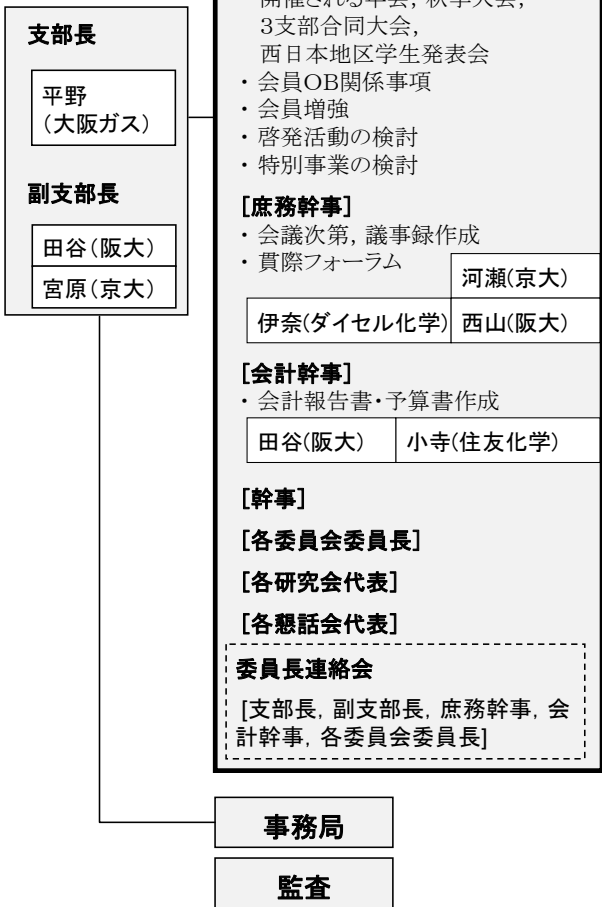 支部長
平野
(大阪ガス)
副支部長
田谷(阪大)
宮原(京大)
3支部合同大会,
西日本地区学生発表会
・ 会員OB関係事項
・ 会員増強
・ 啓発活動の検討
・ 特別事業の検討
[庶務幹事]
・ 会議次第, 議事録作成
・ 貫際フォーラム
河瀬(京大)
伊奈(ダイセル化学) 西山(阪大)
[会計幹事]
・ 会計報告書・予算書作成
田谷(阪大) 小寺(住友化学)
[幹事]
[各委員会委員長]
[各研究会代表]
[各懇話会代表]
委員長連絡会
[支部長, 副支部長, 庶務幹事, 会
計幹事, 各委員会委員長]
事務局
監査